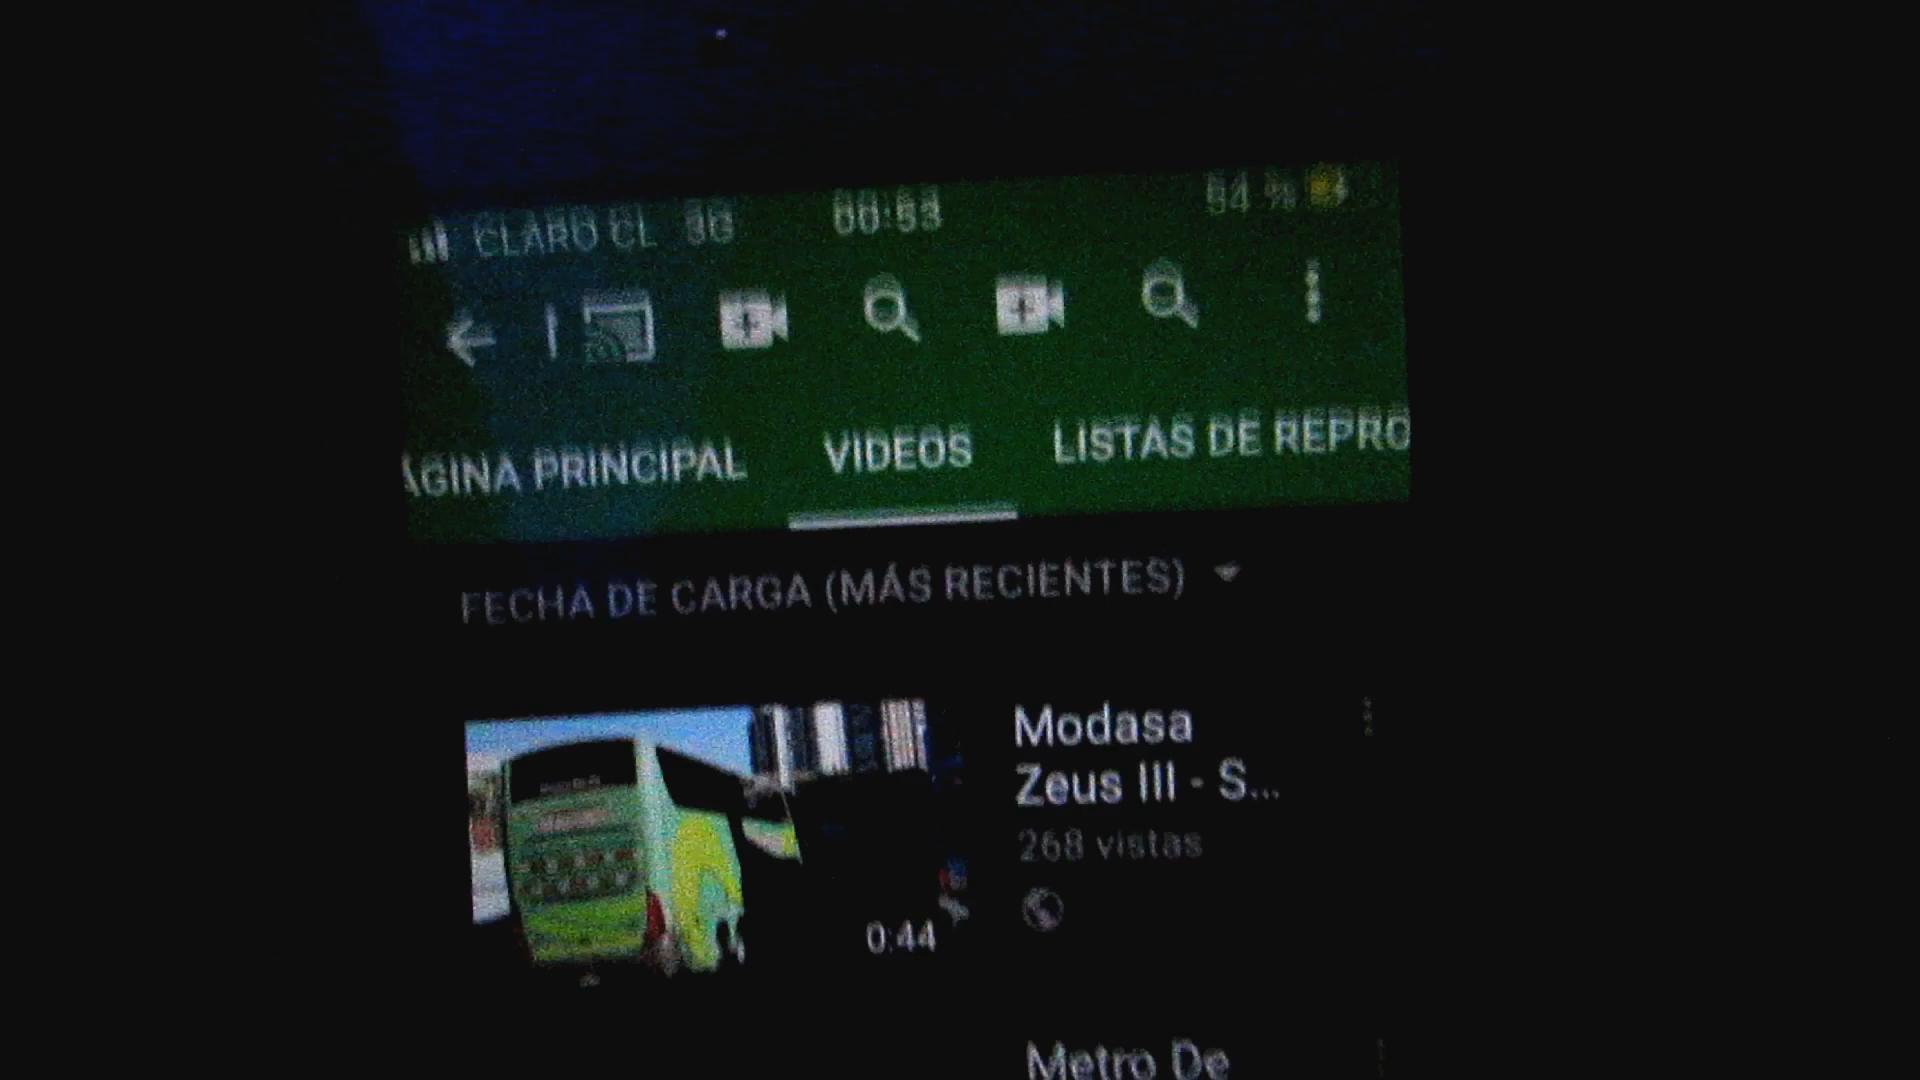 CLARO CL 3G 00:53 54 %
ÁGINA PRINCIPAL VIDEOS LISTAS DE REPRO
FECHA DE CARGA (MÁS RECIENTES)
Modasa
Zeus III - S...
268 vistas
0:44
Metro De